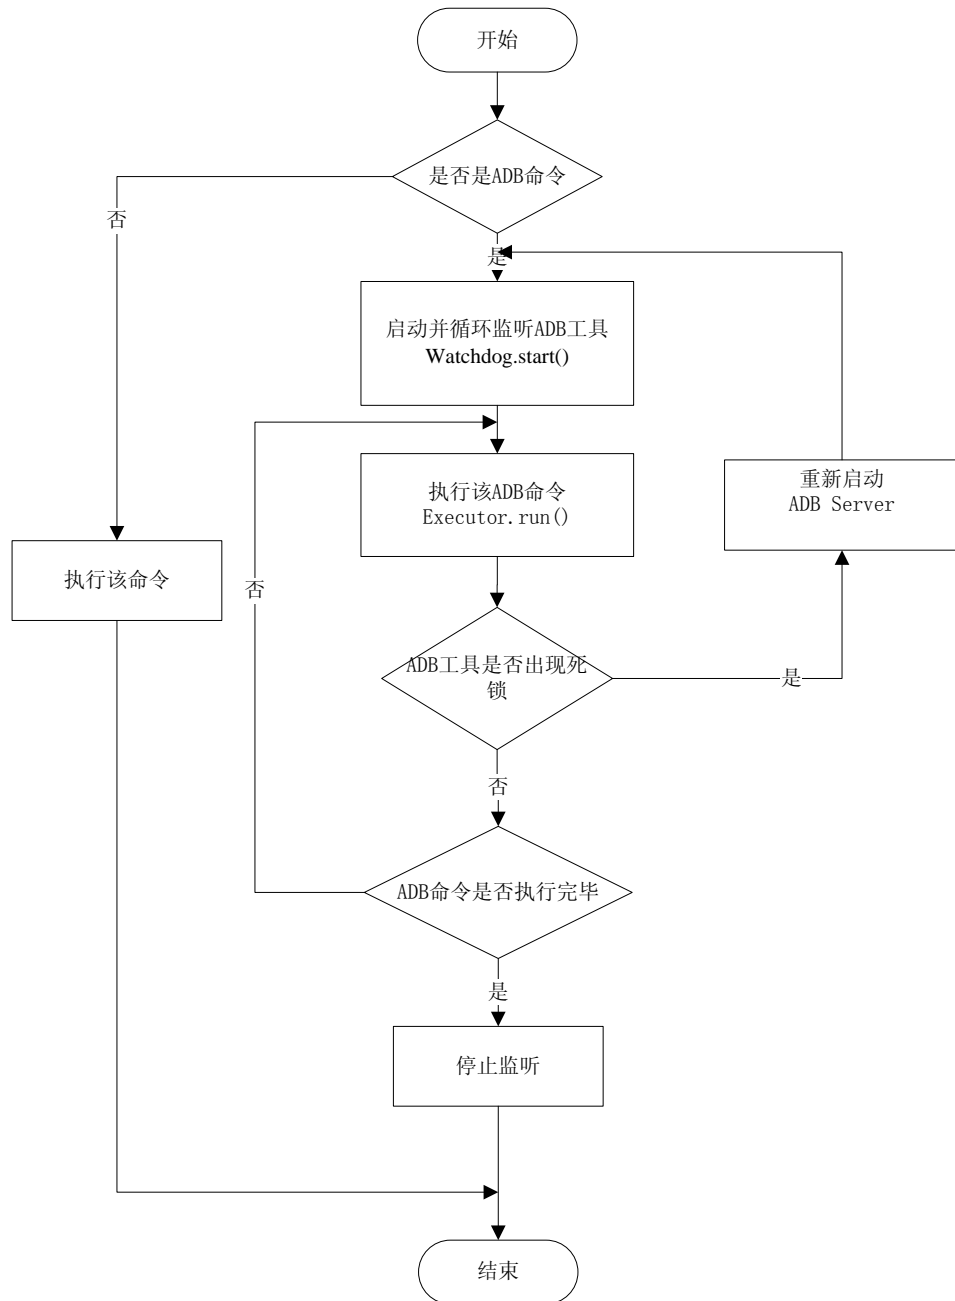 开始
是否是ADB命令
否
是
启动并循环监听ADB工具
Watchdog.start()
执行该ADB命令
Executor.run()
重新启动
ADB Server
执行该命令
否
ADB工具是否出现死
锁
是
否
ADB命令是否执行完毕
是
停止监听
结束